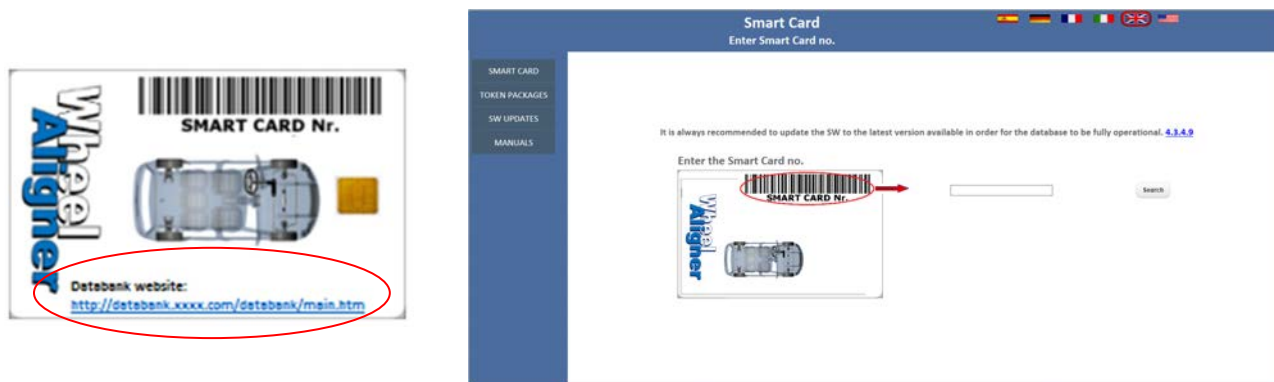 Wheel
Aligner
SMART CARD Nr.
Databank website:
http://databank.xxxx.com/databank/main.htm
Smart Card
Enter Smart Card no.
SMART CARD
TOKEN PACKAGES
SW UPDATES
MANUALS
It is always recommended to update the SW to the latest version available in order for the database to be fully operational. 4.3.4.9
Enter the Smart Card no.
SMART CARD Nr.
Wheel
Aligner
Search